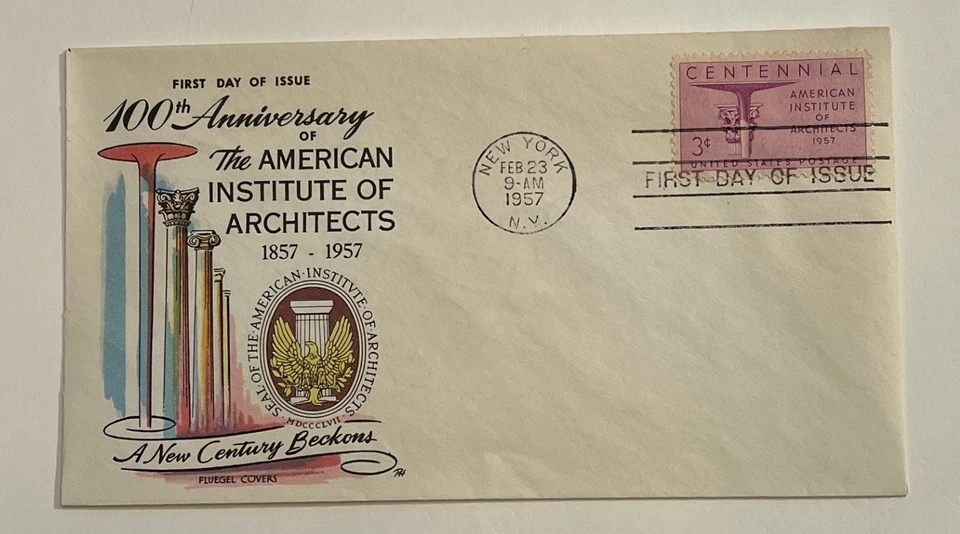 FIRST DAY OF ISSUE
100th Anniversary
OF
The AMERICAN
INSTITUTE OF
ARCHITECTS
1857 - 1957
SEAL·OF·THE·AMERICAN·INSTITVTE·OF·ARCHITECTS
·MDCCCLVII·
A New Century Beckons
FLUEGEL COVERS
PH
NEW YORK
FEB 23
9-AM
1957
N.Y.
CENTENNIAL
AMERICAN
INSTITUTE
OF
ARCHITECTS
1957
3¢
UNITED STATES POSTAGE
FIRST DAY OF ISSUE